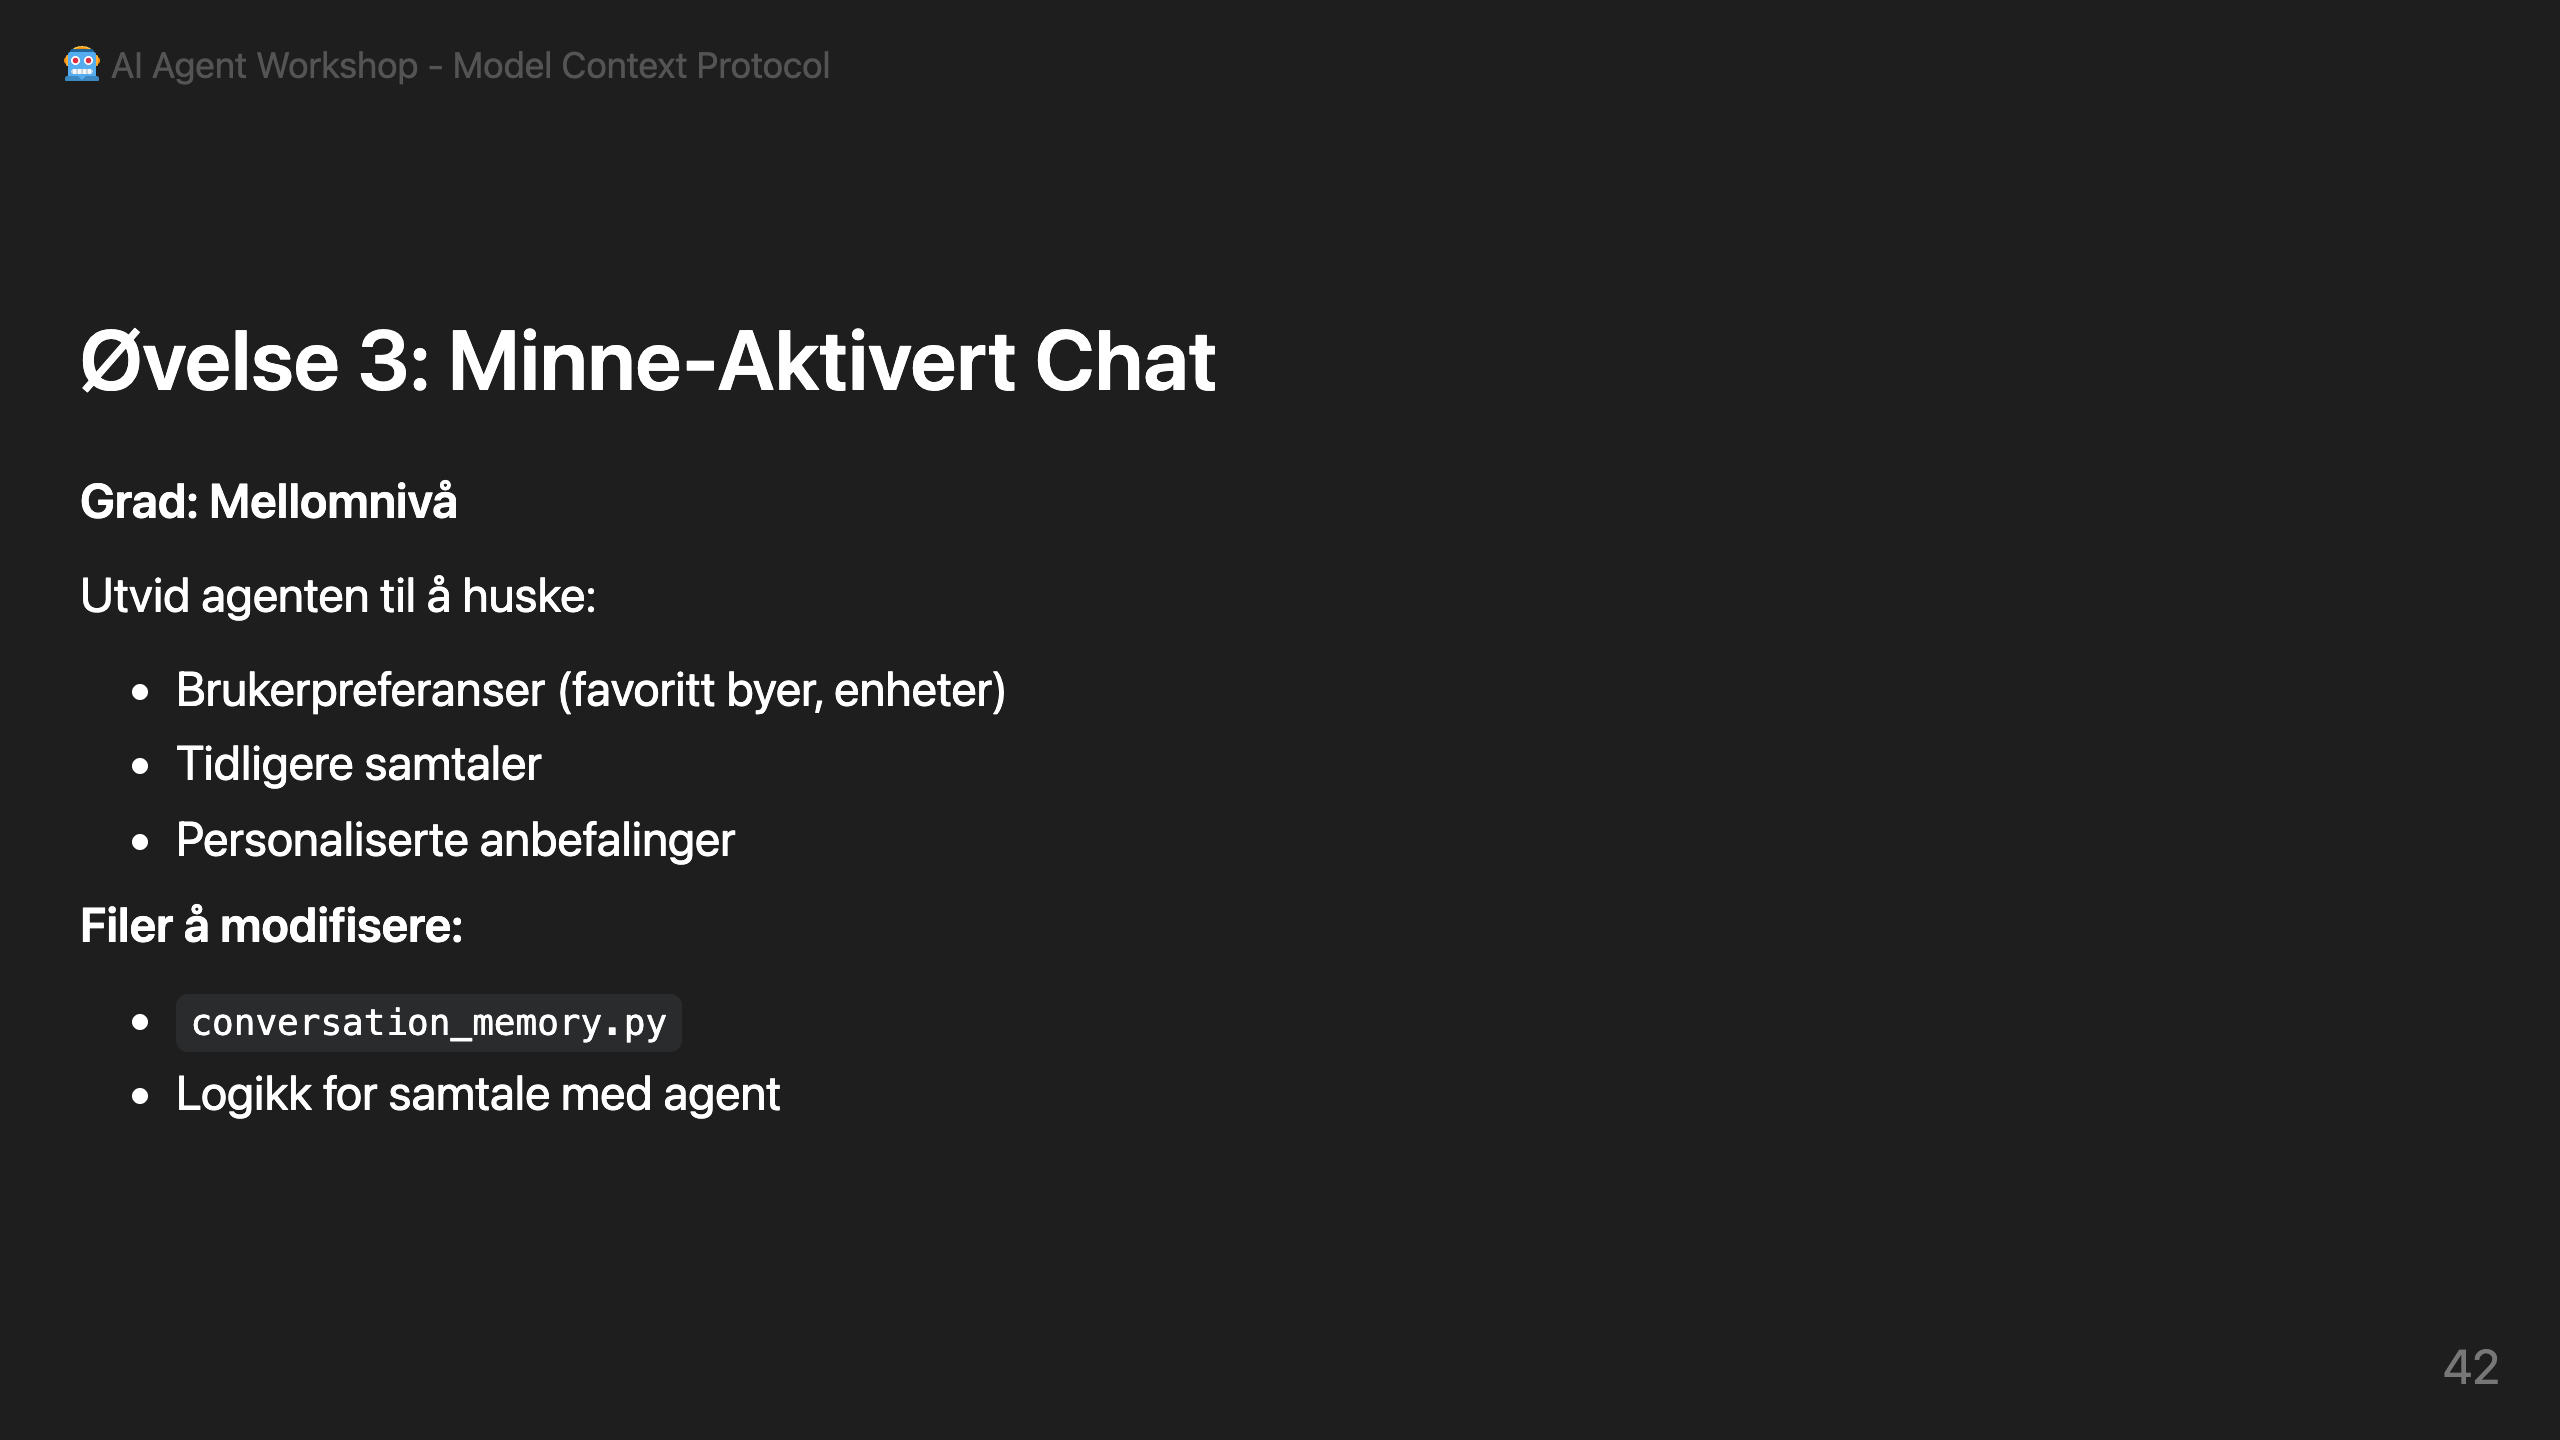 AI Agent Workshop - Model Context Protocol
Øvelse 3: Minne-Aktivert Chat
Grad: Mellomnivå
Utvid agenten til å huske:
Brukerpreferanser (favoritt byer, enheter)
Tidligere samtaler
Personaliserte anbefalinger
Filer å modifisere:
conversation_memory.py
Logikk for samtale med agent
42